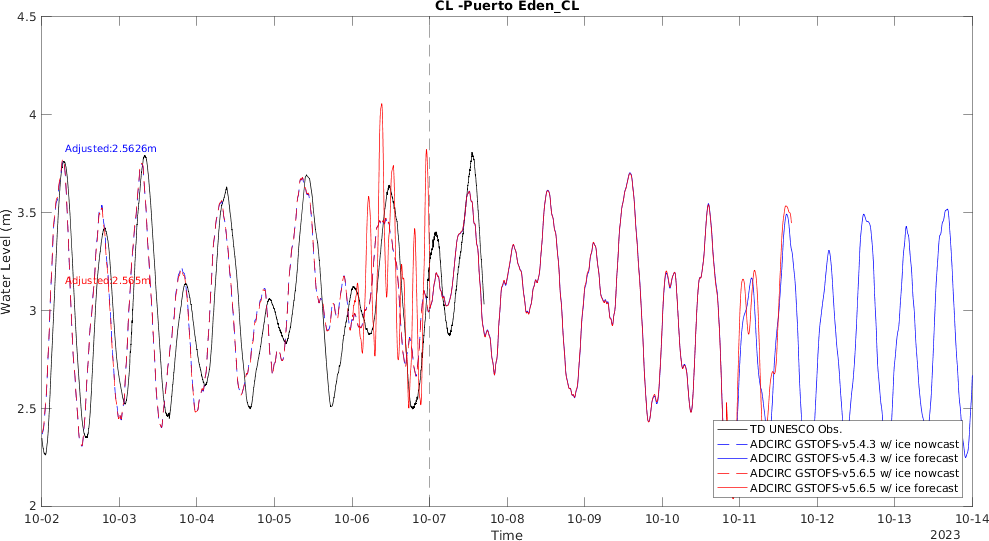 CL -Puerto Eden_CL
4.5
4
3.5
3
2.5
2
Water Level (m)
Adjusted:2.5626m
Adjusted:2.565m
TD UNESCO Obs.
ADCIRC GSTOFS-v5.4.3 w/ ice nowcast
ADCIRC GSTOFS-v5.4.3 w/ ice forecast
ADCIRC GSTOFS-v5.6.5 w/ ice nowcast
ADCIRC GSTOFS-v5.6.5 w/ ice forecast
10-02 10-03 10-04 10-05 10-06 10-07 10-08 10-09 10-10 10-11 10-12 10-13 10-14
Time
2023